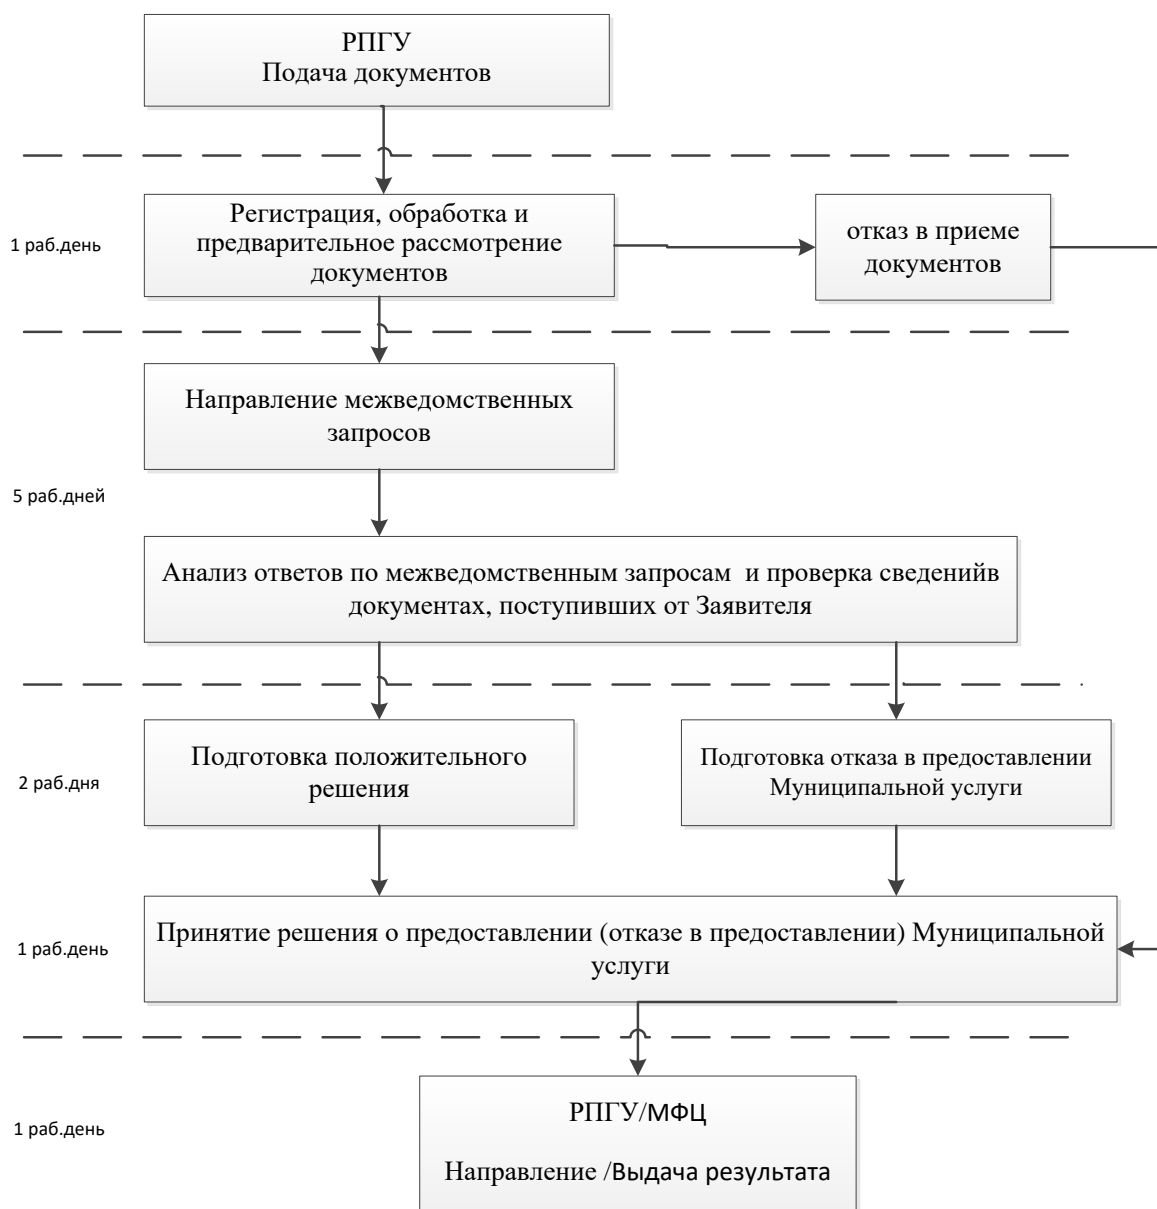 РПГУ
Подача документов
1 раб.день
Регистрация, обработка и
предварительное рассмотрение
документов
отказ в приеме
документов
Направление межведомственных
запросов
5 раб.дней
Анализ ответов по межведомственным запросам и проверка сведенийв
документах, поступивших от Заявителя
2 раб.дня
Подготовка положительного
решения
Подготовка отказа в предоставлении
Муниципальной услуги
1 раб.день
Принятие решения о предоставлении (отказе в предоставлении) Муниципальной
услуги
1 раб.день
РПГУ/МФЦ
Направление /Выдача результата